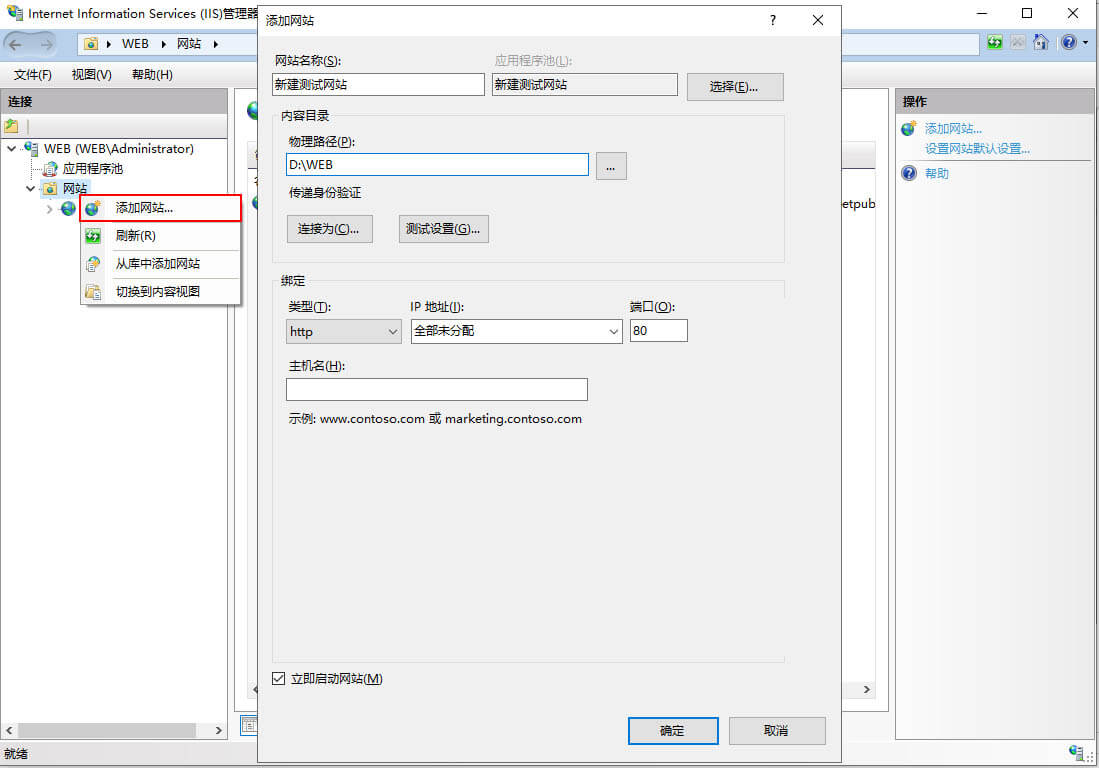 Internet Information Services (IIS)管理器
添加网站
?
WEB
网站
文件(F)
视图(V)
帮助(H)
连接
WEB (WEB\Administrator)
应用程序池
网站
添加网站...
刷新(R)
从库中添加网站
切换到内容视图
网站名称(S):
应用程序池(L):
新建测试网站
新建测试网站
选择(E)...
内容目录
物理路径(P):
D:\WEB
...
传递身份验证
连接为(C)...
测试设置(G)...
绑定
类型(T):
IP 地址(I):
端口(O):
http
全部未分配
80
主机名(H):
示例: www.contoso.com 或 marketing.contoso.com
立即启动网站(M)
确定
取消
etpub
操作
添加网站...
设置网站默认设置...
帮助
就绪